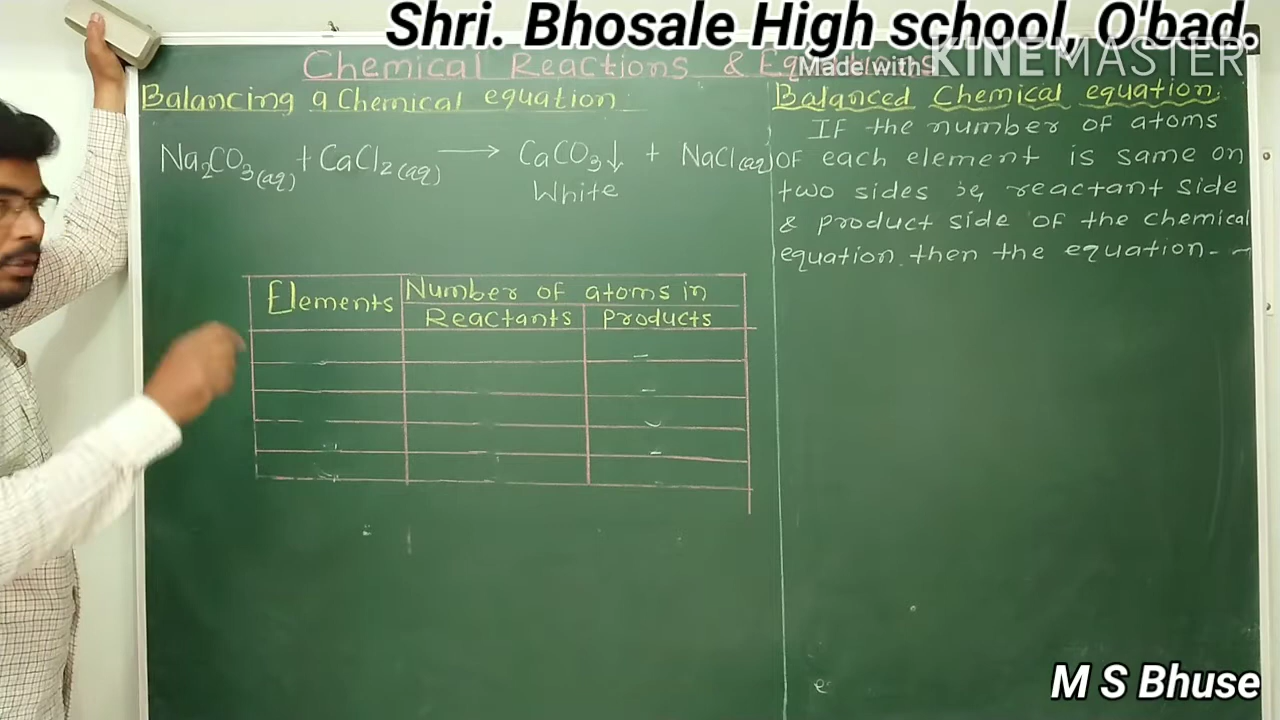 Shri. Bhosale High school, O'bad.
Made with KINEMASTER
Chemical Reactions & Equations
Balancing a Chemical equation
Na₂CO₃(aq) + CaCl₂(aq) ⟶ CaCO₃↓ + NaCl(aq)
White
Elements
Number of atoms in
Reactants Products
Balanced Chemical equation
If the number of atoms
of each element is same on
two sides ie reactant side
& product side of the chemical
equation then the equation-
M S Bhuse